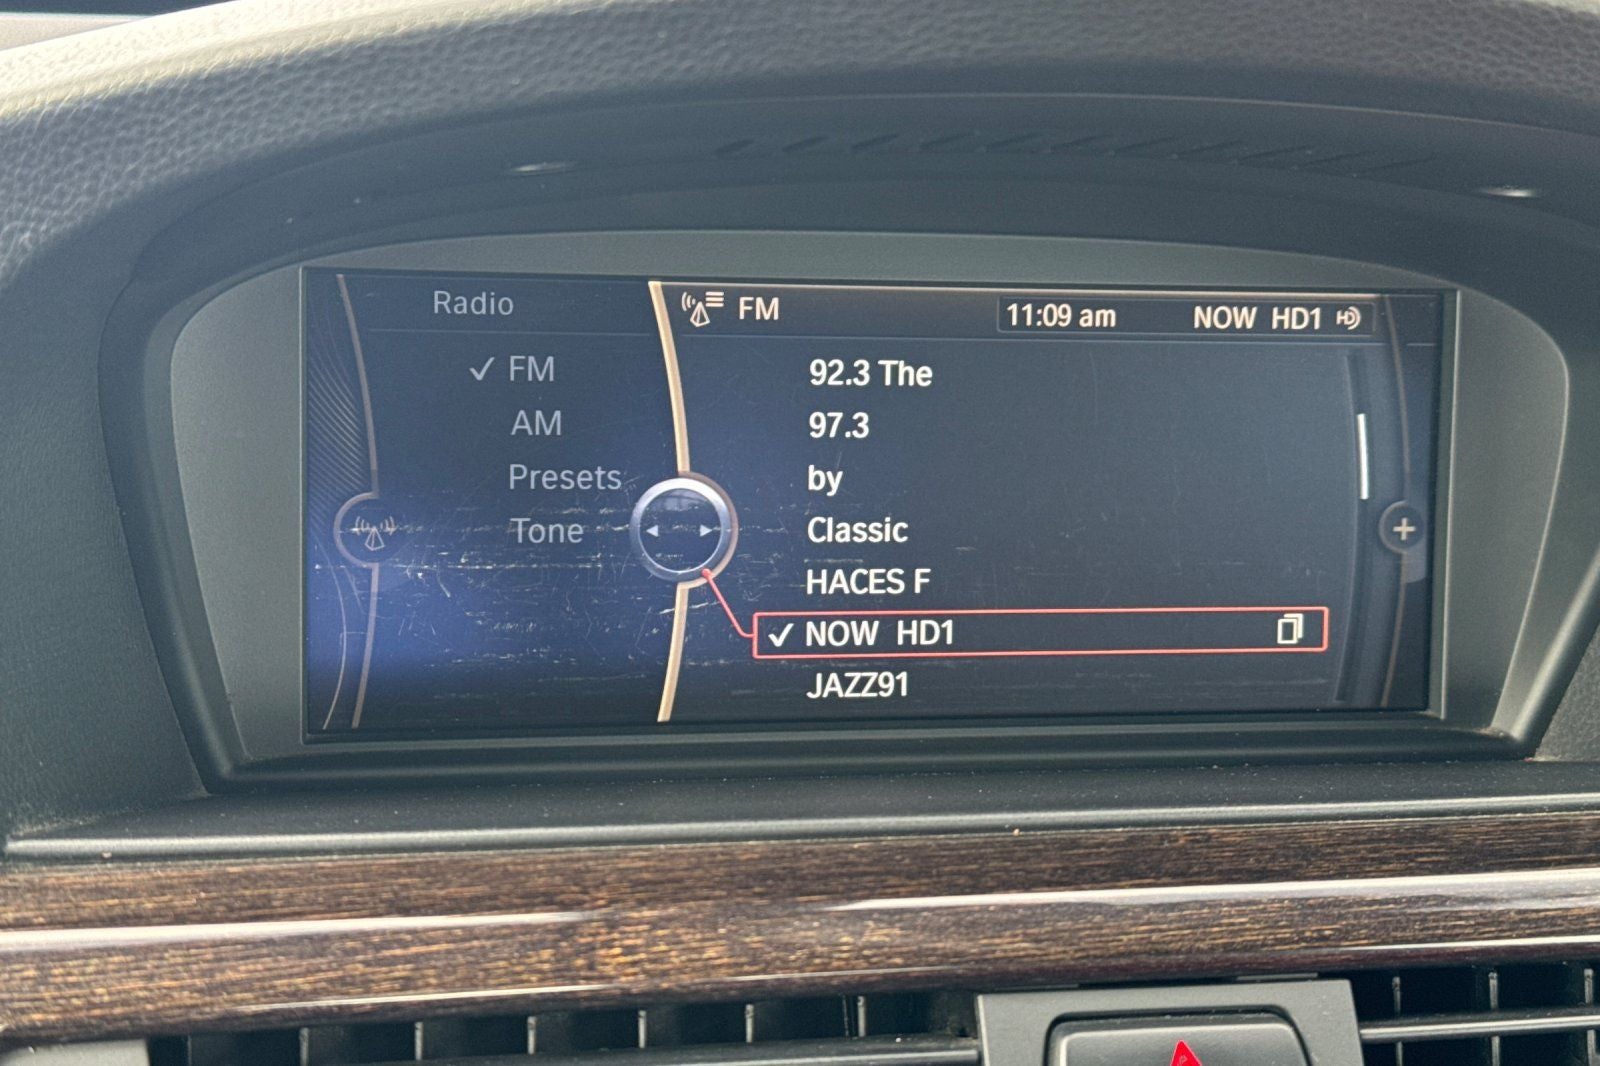 Radio
✓ FM
AM
Presets
Tone
FM 11:09 am NOW HD1 HD
92.3 The
97.3
by
Classic
HACES F
✓ NOW HD1
JAZZ91